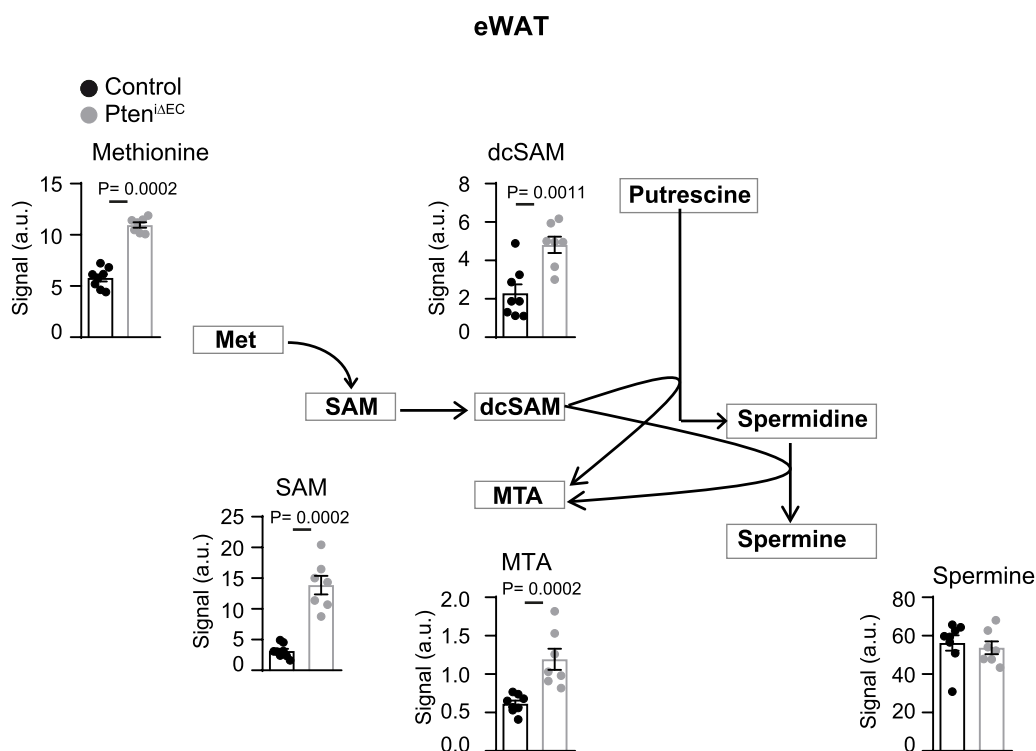 eWAT
Control
Pten^iΔEC
Methionine
P= 0.0002
Signal (a.u.)
15
10
5
0
dcSAM
P= 0.0011
Signal (a.u.)
8
6
4
2
0
Putrescine
Met
SAM
dcSAM
Spermidine
MTA
Spermine
SAM
P= 0.0002
Signal (a.u.)
25
20
15
10
5
0
MTA
P= 0.0002
Signal (a.u.)
2.0
1.5
1.0
0.5
0.0
Spermine
Signal (a.u.)
80
60
40
20
0